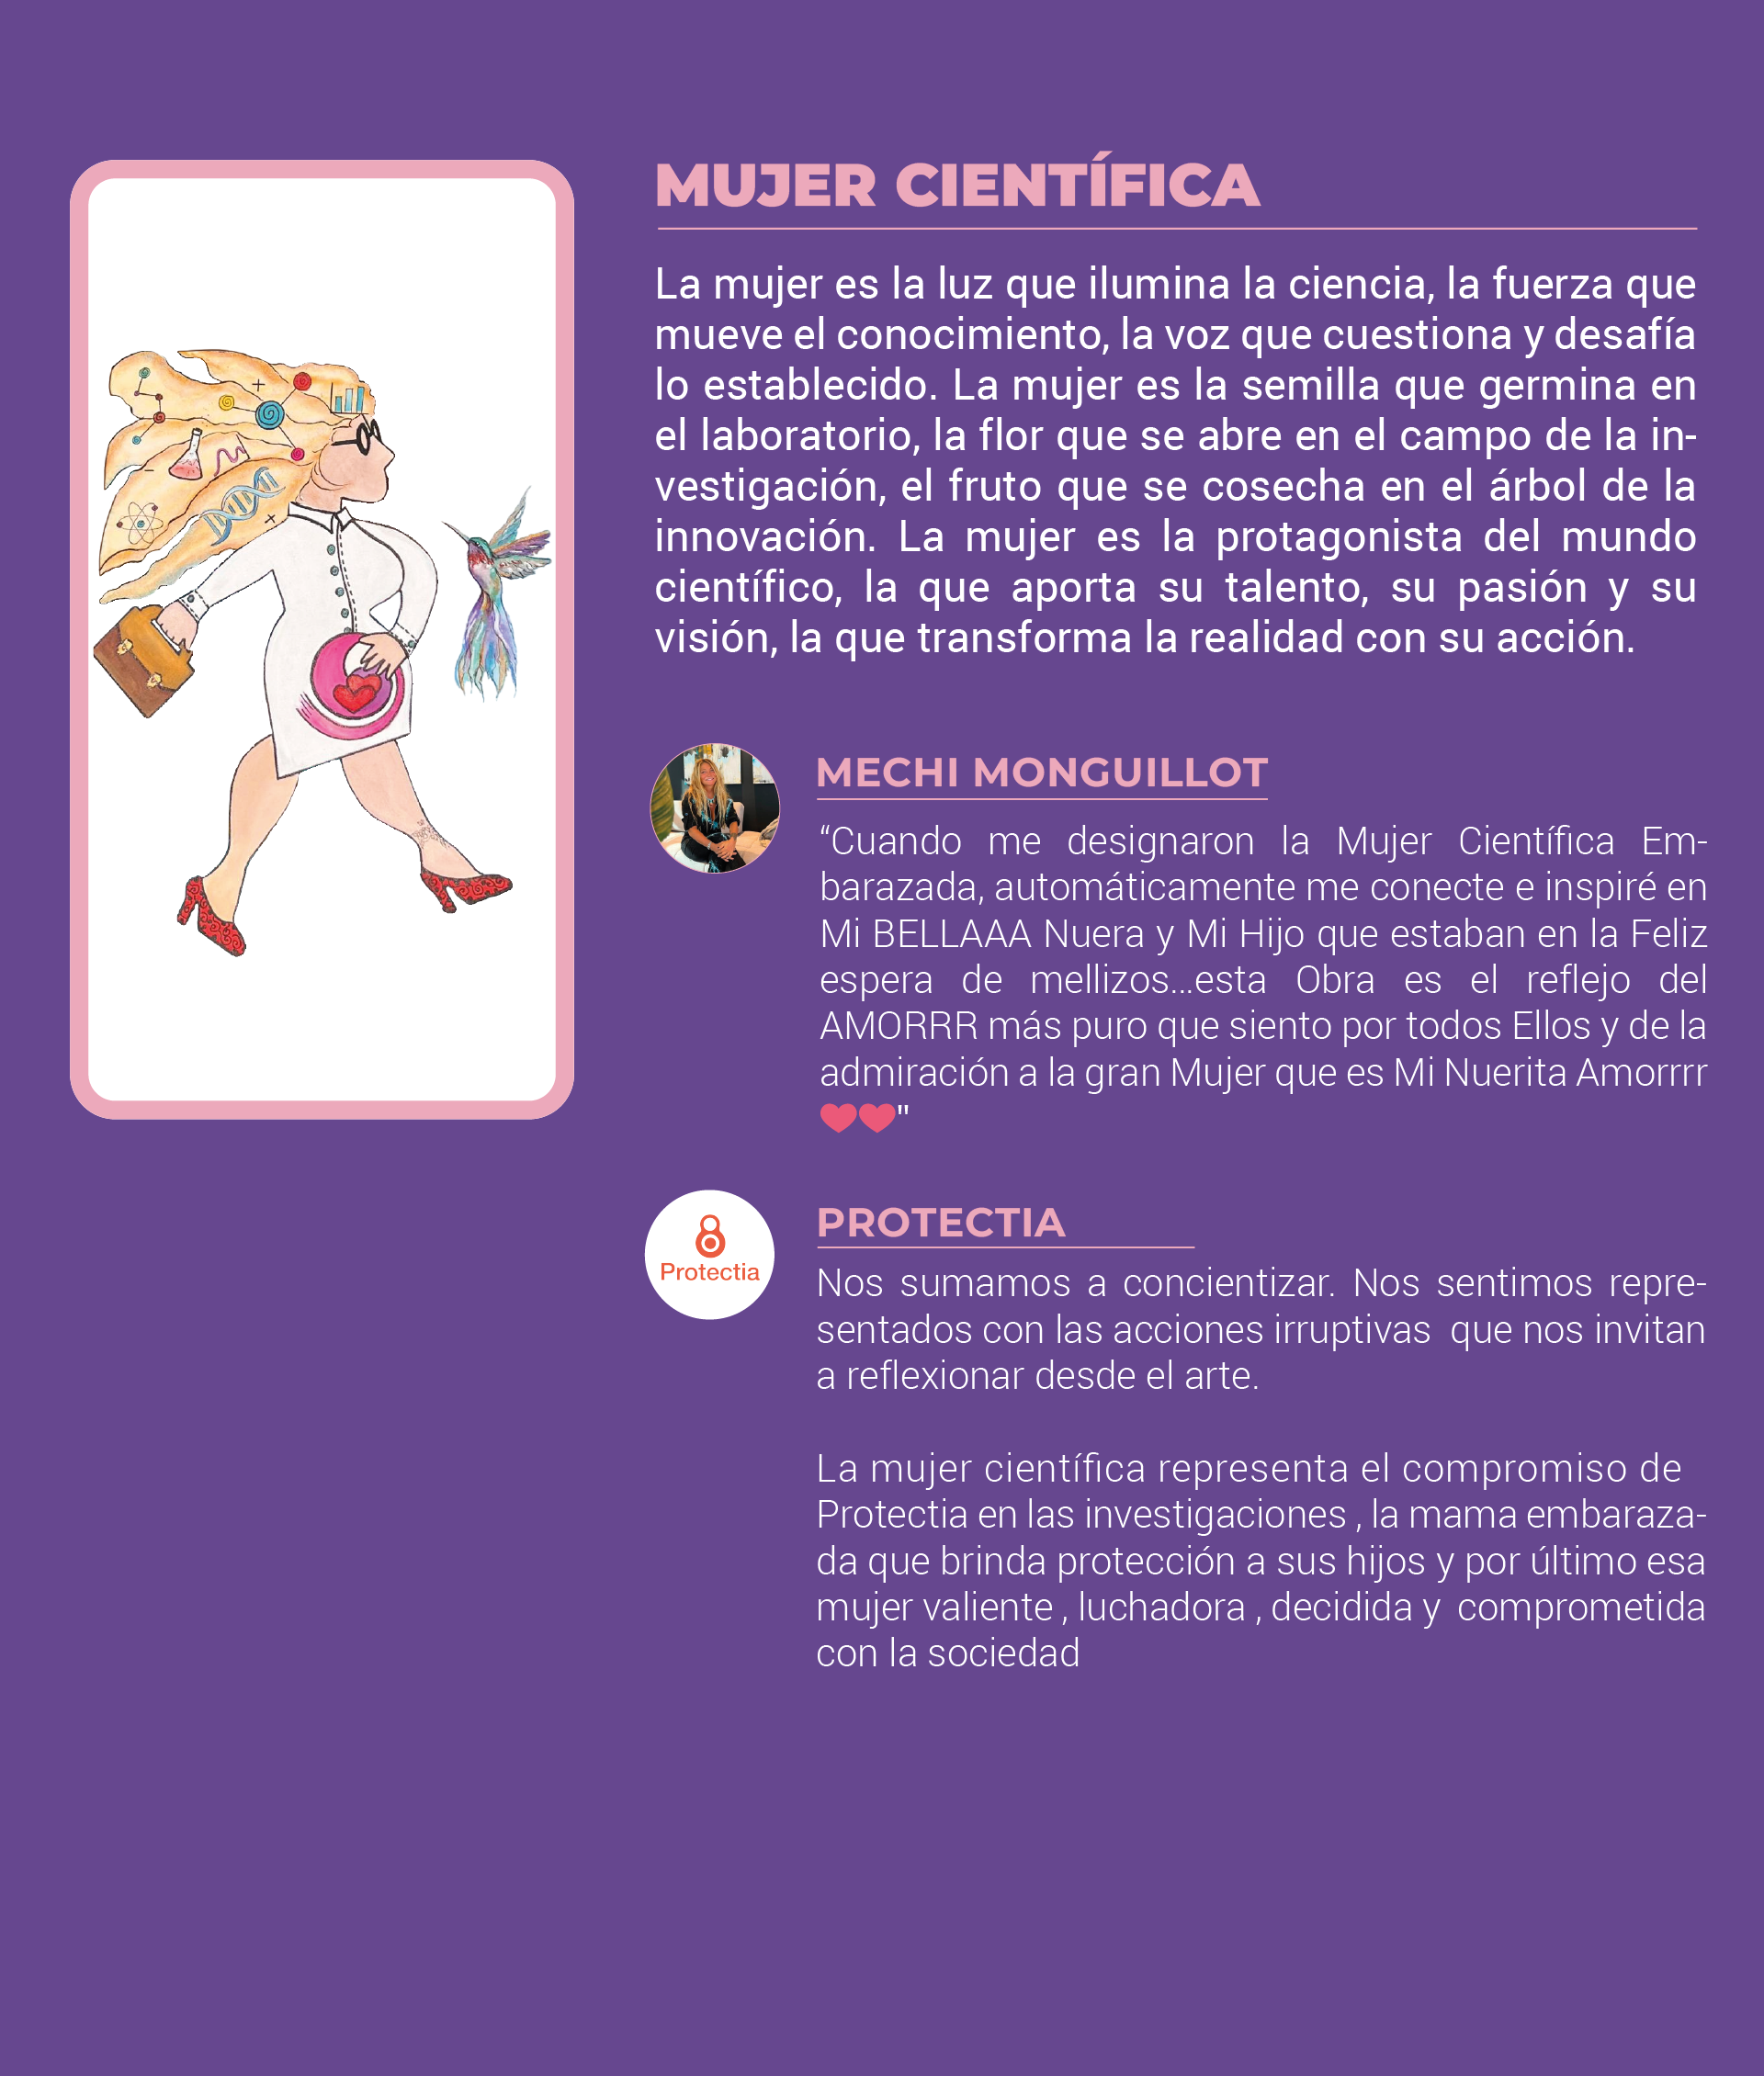 MUJER CIENTÍFICA
La mujer es la luz que ilumina la ciencia, la fuerza que
mueve el conocimiento, la voz que cuestiona y desafía
lo establecido. La mujer es la semilla que germina en
el laboratorio, la flor que se abre en el campo de la in-
vestigación, el fruto que se cosecha en el árbol de la
innovación. La mujer es la protagonista del mundo
científico, la que aporta su talento, su pasión y su
visión, la que transforma la realidad con su acción.
MECHI MONGUILLOT
“Cuando me designaron la Mujer Científica Em-
barazada, automáticamente me conecte e inspiré en
Mi BELLAAA Nuera y Mi Hijo que estaban en la Feliz
espera de mellizos...esta Obra es el reflejo del
AMORRR más puro que siento por todos Ellos y de la
admiración a la gran Mujer que es Mi Nuerita Amorrrr
❤❤"
Protectia
PROTECTIA
Nos sumamos a concientizar. Nos sentimos repre-
sentados con las acciones irruptivas  que nos invitan
a reflexionar desde el arte.
La mujer científica representa el compromiso de
Protectia en las investigaciones , la mama embaraza-
da que brinda protección a sus hijos y por último esa
mujer valiente , luchadora , decidida y  comprometida
con la sociedad